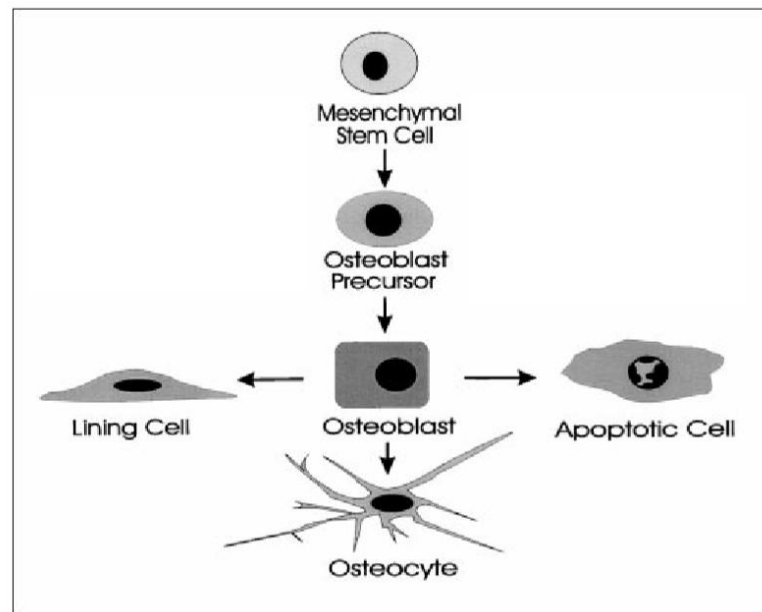 Mesenchymal
Stem Cell
Osteoblast
Precursor
Lining Cell
Osteoblast
Apoptotic Cell
Osteocyte